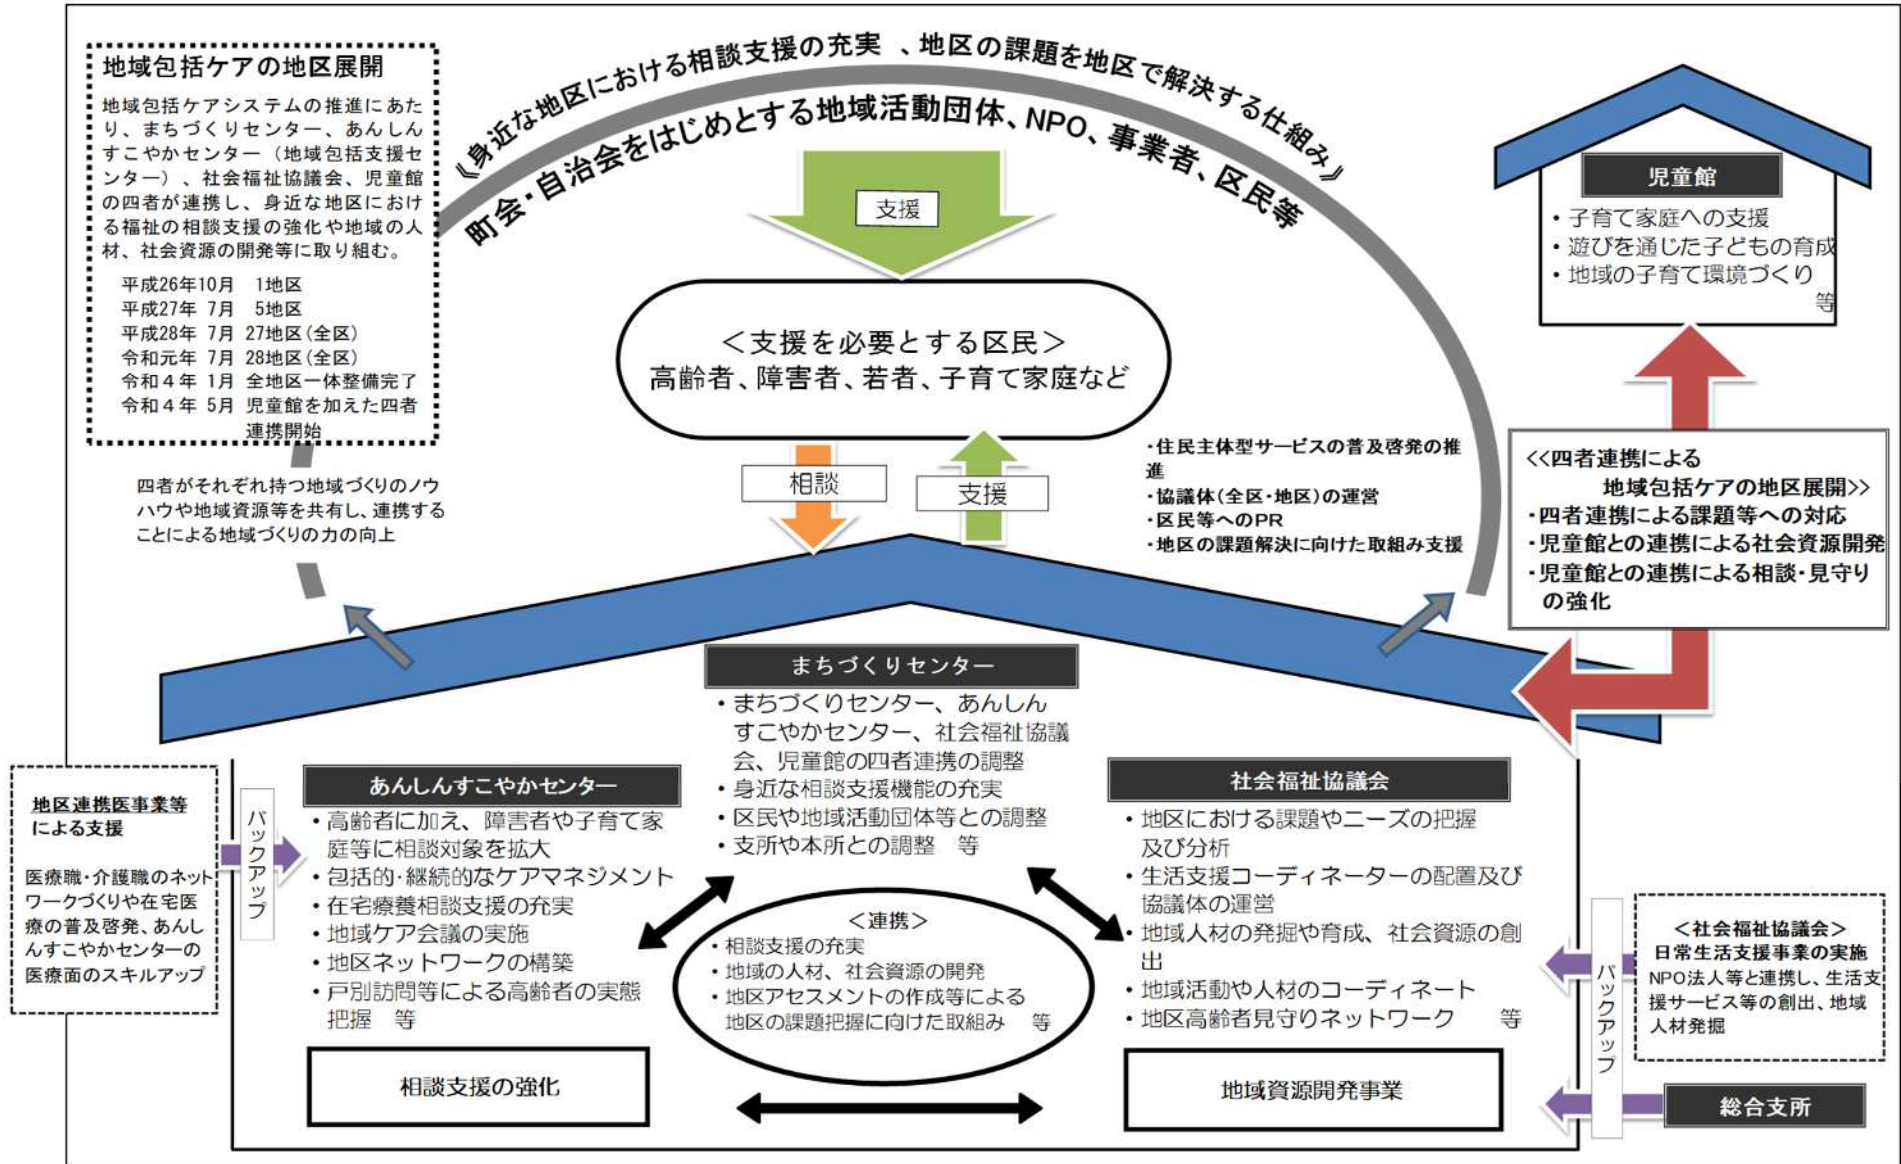 《身近な地区における相談支援の充実 、地区の課題を地区で解決する仕組み》
町会・自治会をはじめとする地域活動団体、NPO、事業者、区民等
地域包括ケアの地区展開
地域包括ケアシステムの推進にあた
り、まちづくりセンター、あんしん
すこやかセンター（地域包括支援セ
ンター）、社会福祉協議会、児童館
の四者が連携し、身近な地区におけ
る福祉の相談支援の強化や地域の人
材、社会資源の開発等に取り組む。
平成26年10月　1地区
平成27年 7月　5地区
平成28年 7月 27地区（全区）
令和元年 7月 28地区（全区）
令和４年 1月 全地区一体整備完了
令和４年 5月 児童館を加えた四者
連携開始
四者がそれぞれ持つ地域づくりのノウ
ハウや地域資源等を共有し、連携する
ことによる地域づくりの力の向上
支援
＜支援を必要とする区民＞
高齢者、障害者、若者、子育て家庭など
相談
支援
・住民主体型サービスの普及啓発の推
進
・協議体（全区・地区）の運営
・区民等へのPR
・地区の課題解決に向けた取組み支援
児童館
・子育て家庭への支援
・遊びを通じた子どもの育成
・地域の子育て環境づくり
等
<<四者連携による
地域包括ケアの地区展開>>
・四者連携による課題等への対応
・児童館との連携による社会資源開発
・児童館との連携による相談・見守り
の強化
まちづくりセンター
・まちづくりセンター、あんしん
すこやかセンター、社会福祉協議
会、児童館の四者連携の調整
・身近な相談支援機能の充実
・区民や地域活動団体等との調整
・支所や本所との調整　等
地区連携医事業等
による支援
医療職・介護職のネット
ワークづくりや在宅医
療の普及啓発、あんし
んすこやかセンターの
医療面のスキルアップ
バックアップ
あんしんすこやかセンター
・高齢者に加え、障害者や子育て家
庭等に相談対象を拡大
・包括的・継続的なケアマネジメント
・在宅療養相談支援の充実
・地域ケア会議の実施
・地区ネットワークの構築
・戸別訪問等による高齢者の実態
把握　等
相談支援の強化
＜連携＞
・相談支援の充実
・地域の人材、社会資源の開発
・地区アセスメントの作成等による
地区の課題把握に向けた取組み　等
社会福祉協議会
・地区における課題やニーズの把握
及び分析
・生活支援コーディネーターの配置及び
協議体の運営
・地域人材の発掘や育成、社会資源の創
出
・地域活動や人材のコーディネート
・地区高齢者見守りネットワーク　等
地域資源開発事業
バックアップ
＜社会福祉協議会＞
日常生活支援事業の実施
NPO法人等と連携し、生活支
援サービス等の創出、地域
人材発掘
総合支所